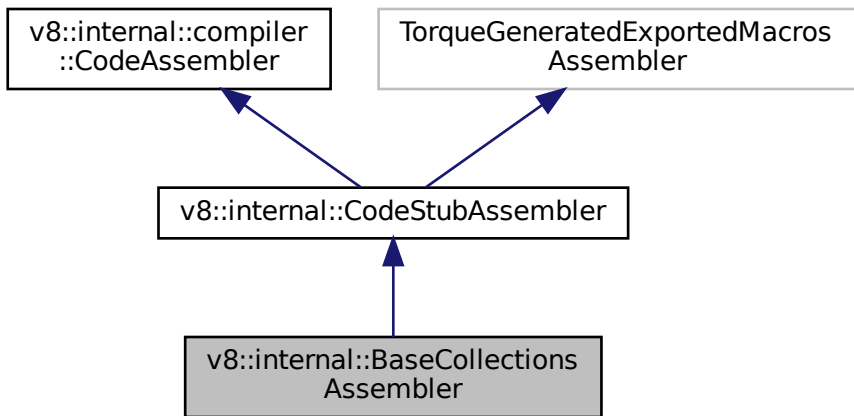 v8::internal::compiler
::CodeAssembler
TorqueGeneratedExportedMacros
Assembler
v8::internal::CodeStubAssembler
v8::internal::BaseCollections
Assembler